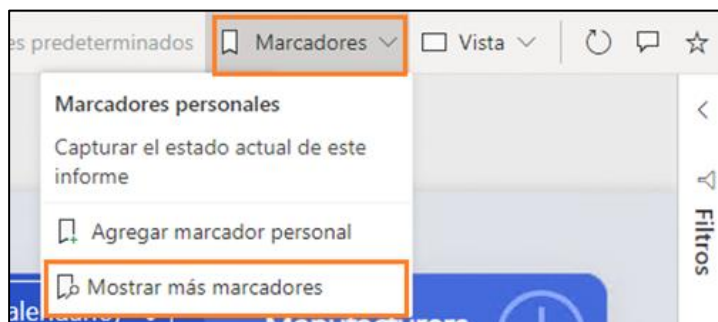 es predeterminados Marcadores Vista
Marcadores personales
Capturar el estado actual de este
informe
Agregar marcador personal
Mostrar más marcadores
Filtros